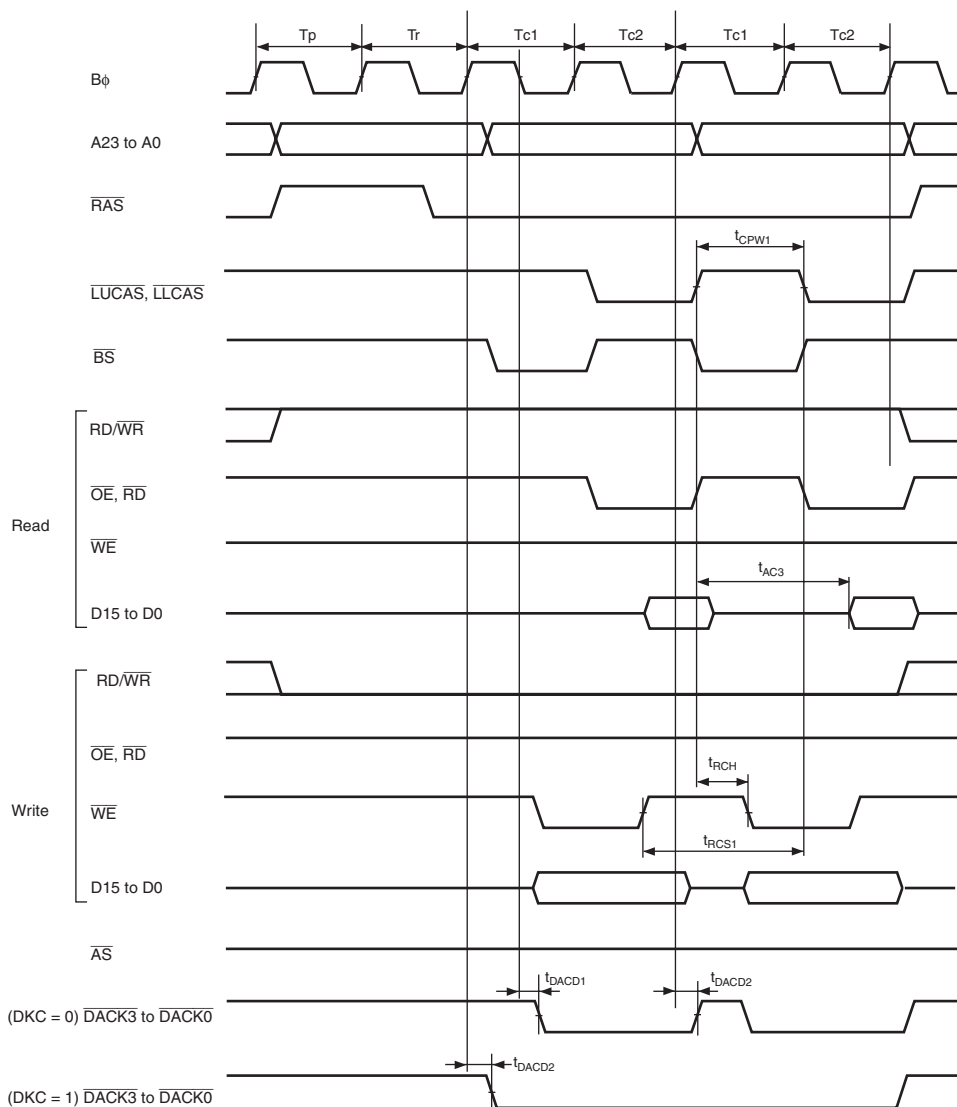 Tp Tr Tc1 Tc2 Tc1 Tc2
Bϕ
A23 to A0
RAS
tCPW1
LUCAS, LLCAS
BS
RD/WR
OE, RD
Read
WE
tAC3
D15 to D0
RD/WR
OE, RD
tRCH
Write
WE
tRCS1
D15 to D0
AS
tDACD1 tDACD2
(DKC = 0) DACK3 to DACK0
tDACD2
(DKC = 1) DACK3 to DACK0